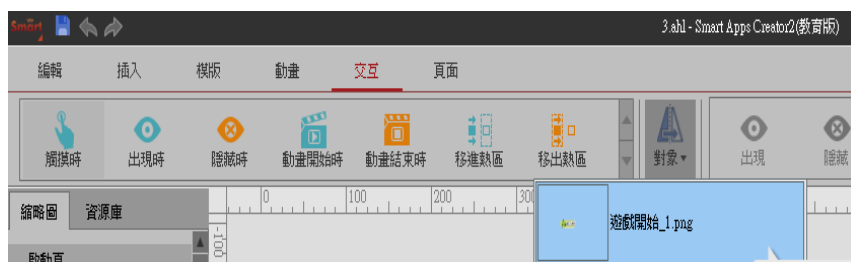 Smart 3.ahl - Smart Apps Creator2(教育版)
編輯 插入 模版 動畫 交互 頁面
觸摸時 出現時 隱藏時 動畫開始時 動畫結束時 移進熱區 移出熱區 對象 出現 隱藏
縮略圖 資源庫 0 100 200 300
遊戲開始_1.png
-100
啟動頁